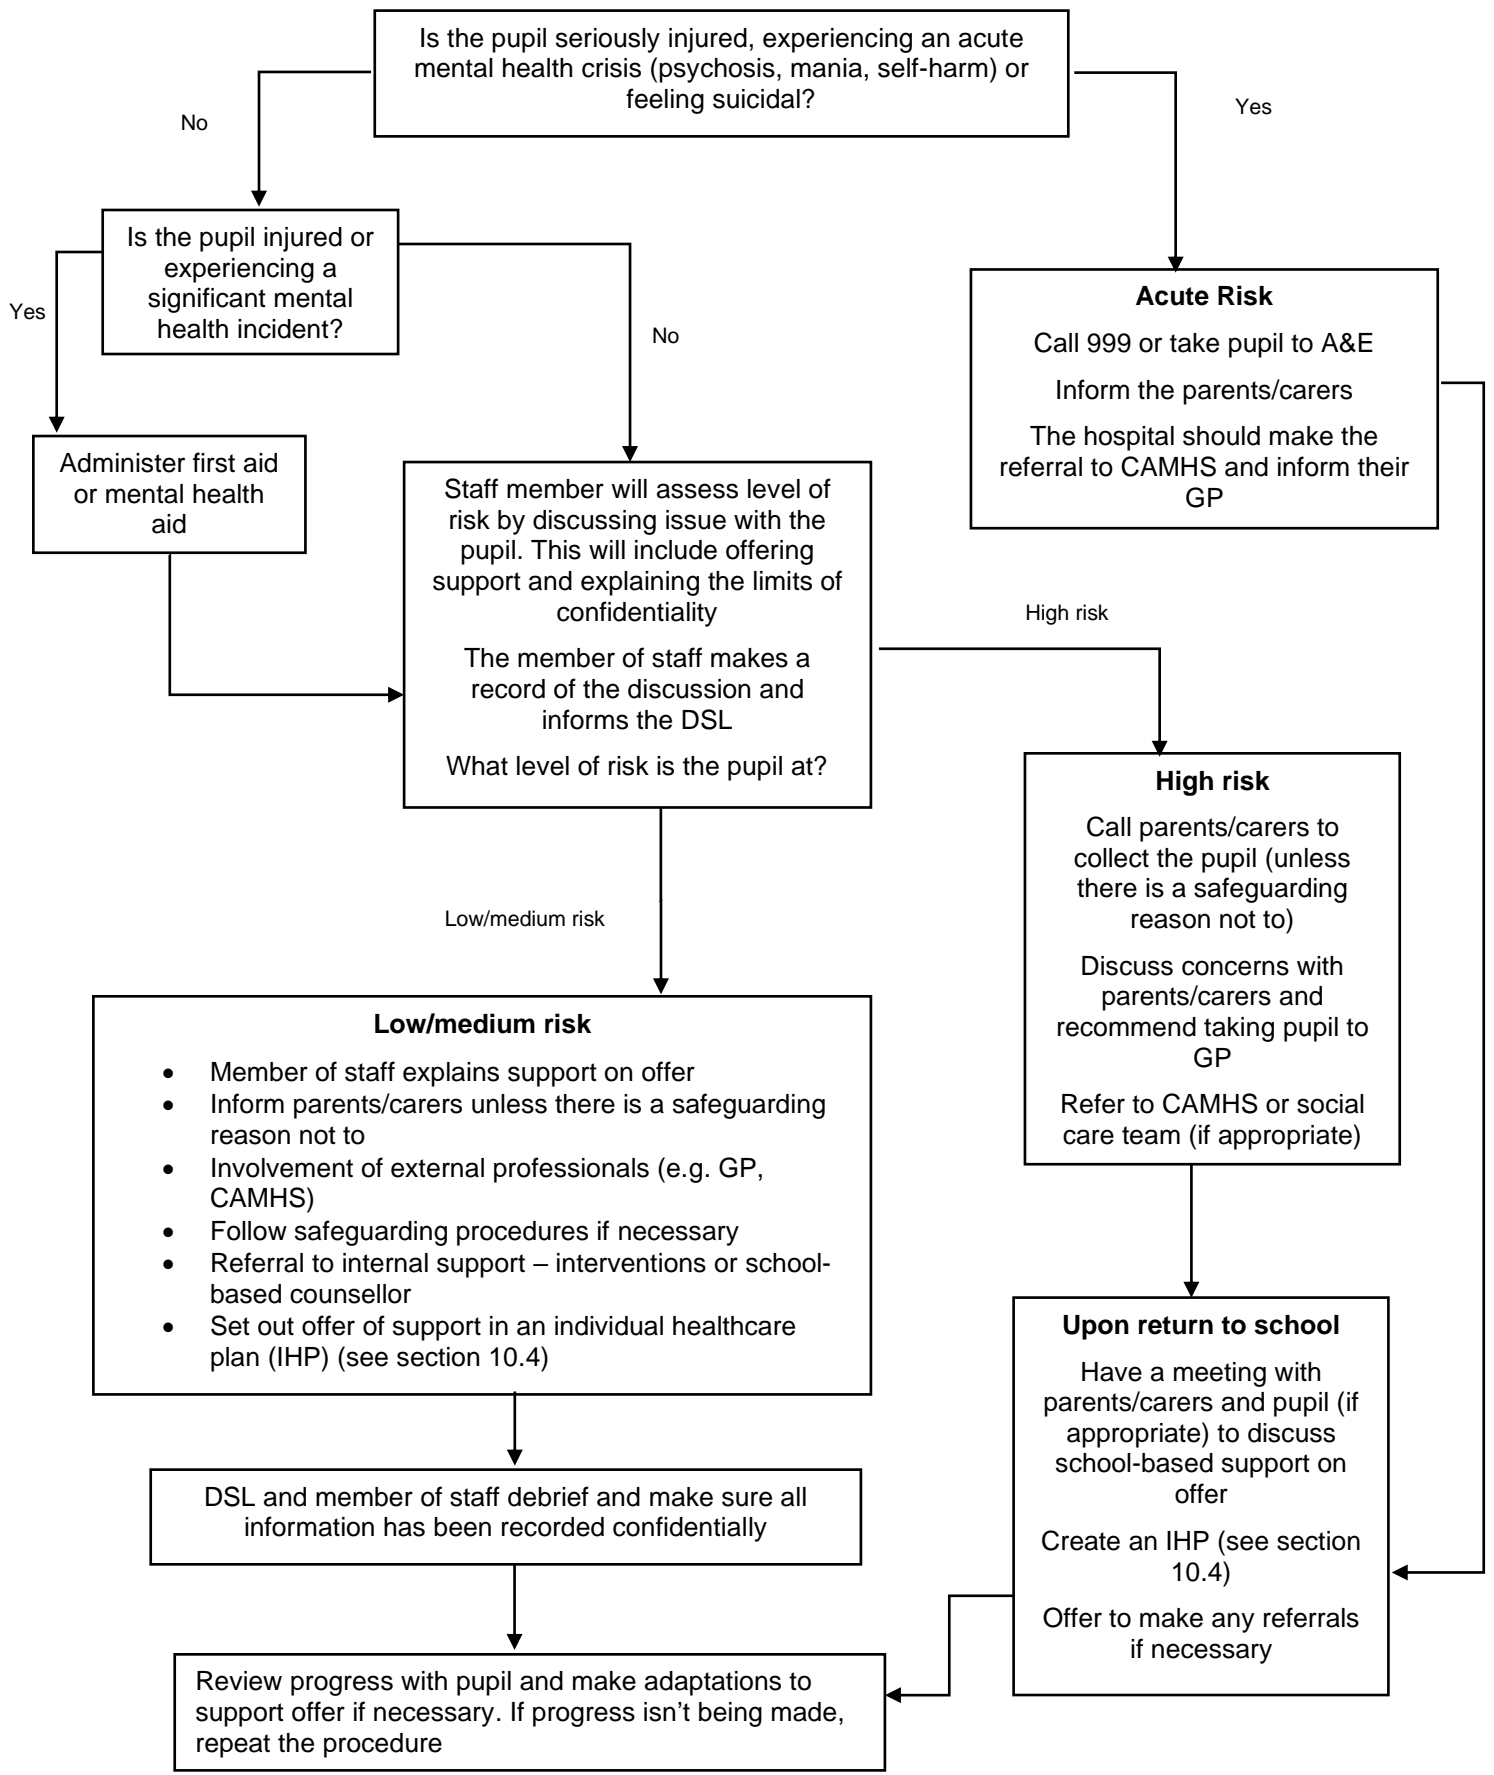 Is the pupil seriously injured, experiencing an acute
mental health crisis (psychosis, mania, self-harm) or
feeling suicidal?
No
Yes
Is the pupil injured or
experiencing a
significant mental
health incident?
Yes
No
Acute Risk
Call 999 or take pupil to A&E
Inform the parents/carers
The hospital should make the
referral to CAMHS and inform their
GP
Administer first aid
or mental health
aid
Staff member will assess level of
risk by discussing issue with the
pupil. This will include offering
support and explaining the limits of
confidentiality
The member of staff makes a
record of the discussion and
informs the DSL
What level of risk is the pupil at?
High risk
High risk
Call parents/carers to
collect the pupil (unless
there is a safeguarding
reason not to)
Discuss concerns with
parents/carers and
recommend taking pupil to
GP
Refer to CAMHS or social
care team (if appropriate)
Low/medium risk
Low/medium risk
• Member of staff explains support on offer
• Inform parents/carers unless there is a safeguarding
reason not to
• Involvement of external professionals (e.g. GP,
CAMHS)
• Follow safeguarding procedures if necessary
• Referral to internal support – interventions or school-
based counsellor
• Set out offer of support in an individual healthcare
plan (IHP) (see section 10.4)
Upon return to school
Have a meeting with
parents/carers and pupil (if
appropriate) to discuss
school-based support on
offer
Create an IHP (see section
10.4)
Offer to make any referrals
if necessary
DSL and member of staff debrief and make sure all
information has been recorded confidentially
Review progress with pupil and make adaptations to
support offer if necessary. If progress isn’t being made,
repeat the procedure